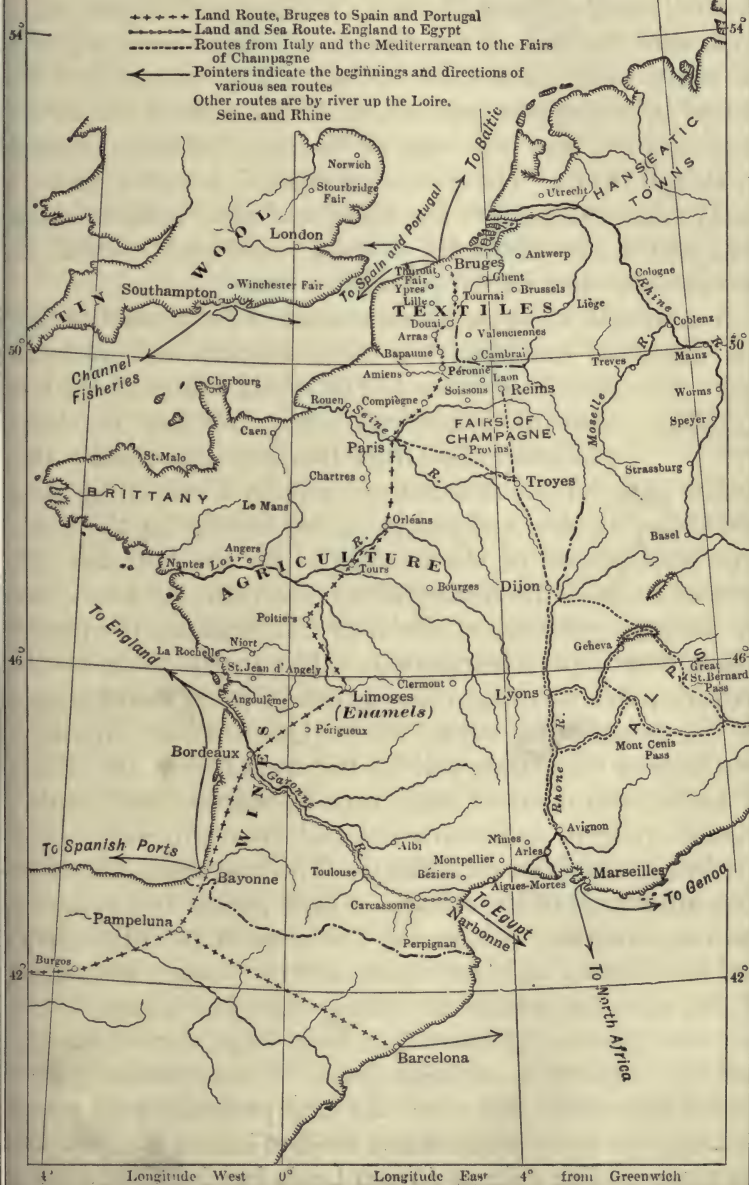 Land Route, Bruges to Spain and Portugal
Land and Sea Route. England to Egypt
Routes from Italy and the Mediterranean to the Fairs
of Champagne
Pointers indicate the beginnings and directions of
various sea routes
Other routes are by river up the Loire,
Seine, and Rhine
54°
54°
To Baltic
Norwich
Stourbridge
Fair
HANSEATIC
TOWNS
Utrecht
WOOL
London
To Spain and Portugal
Bruges
Antwerp
Thurout
Fair
Ghent
Cologne
Winchester Fair
Southampton
Ypres
Brussels
Rhine
TIN
Lille
Tournai
Liège
TEXTILES
Coblenz
Douai
Arras
Valenciennes
R.
50°
50°
Mainz
R.
Channel
Fisheries
Bapaume
Cambrai
Treves
Amiens
Péronne
Laon
Cherbourg
Soissons
Reims
Worms
Rouen
Compiègne
Moselle
Speyer
Caen
Seine
FAIRS OF
CHAMPAGNE
Paris
Provins
St. Malo
R.
Strassburg
Chartres
Troyes
BRITTANY
Le Mans
Orléans
Basel
Angers
R.
Nantes
Loire
AGRICULTURE
Tours
Bourges
Dijon
Poitiers
To England
Niort
Geneva
La Rochelle
46°
46°
St. Jean d'Angely
Great
St. Bernard
Pass
Clermout
Lyons
ALPS
Angoulême
Limoges
(Enamels)
R.
Périgueux
Mont Cenis
Pass
Bordeaux
WINES
Garonne
Rhone
Avignon
To Spanish Ports
R.
Albi
Nîmes
Arles
Montpellier
Bayonne
Toulouse
Béziers
Aigues-Mortes
Marseilles
Carcassonne
To Genoa
To Egypt
Pampeluna
Narbonne
Perpignan
Burgos
42°
42°
To North Africa
Barcelona
4°
Longitude West
0°
Longitude East
4°
from Greenwich